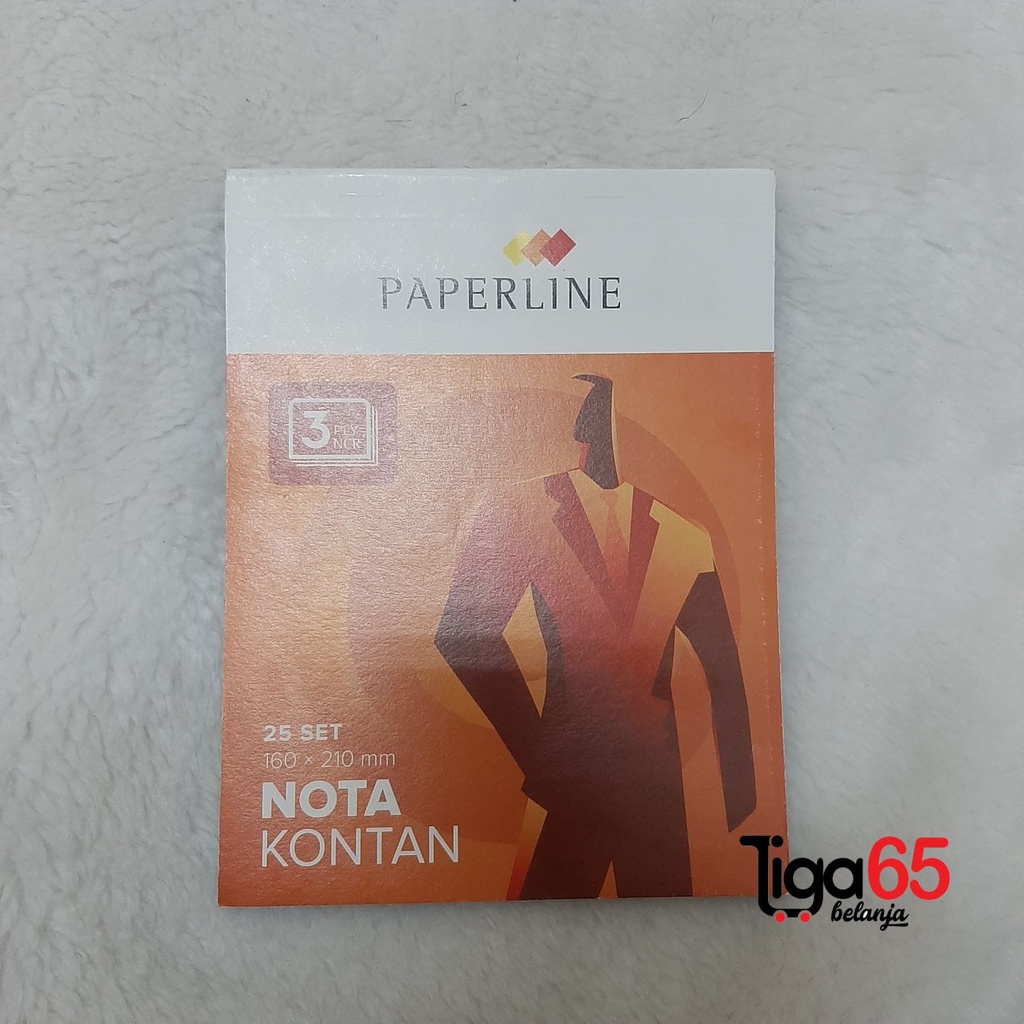 PAPERLINE
3 PLY
NCR
25 SET
160 × 210 mm
NOTA
KONTAN
Tiga65
belanja